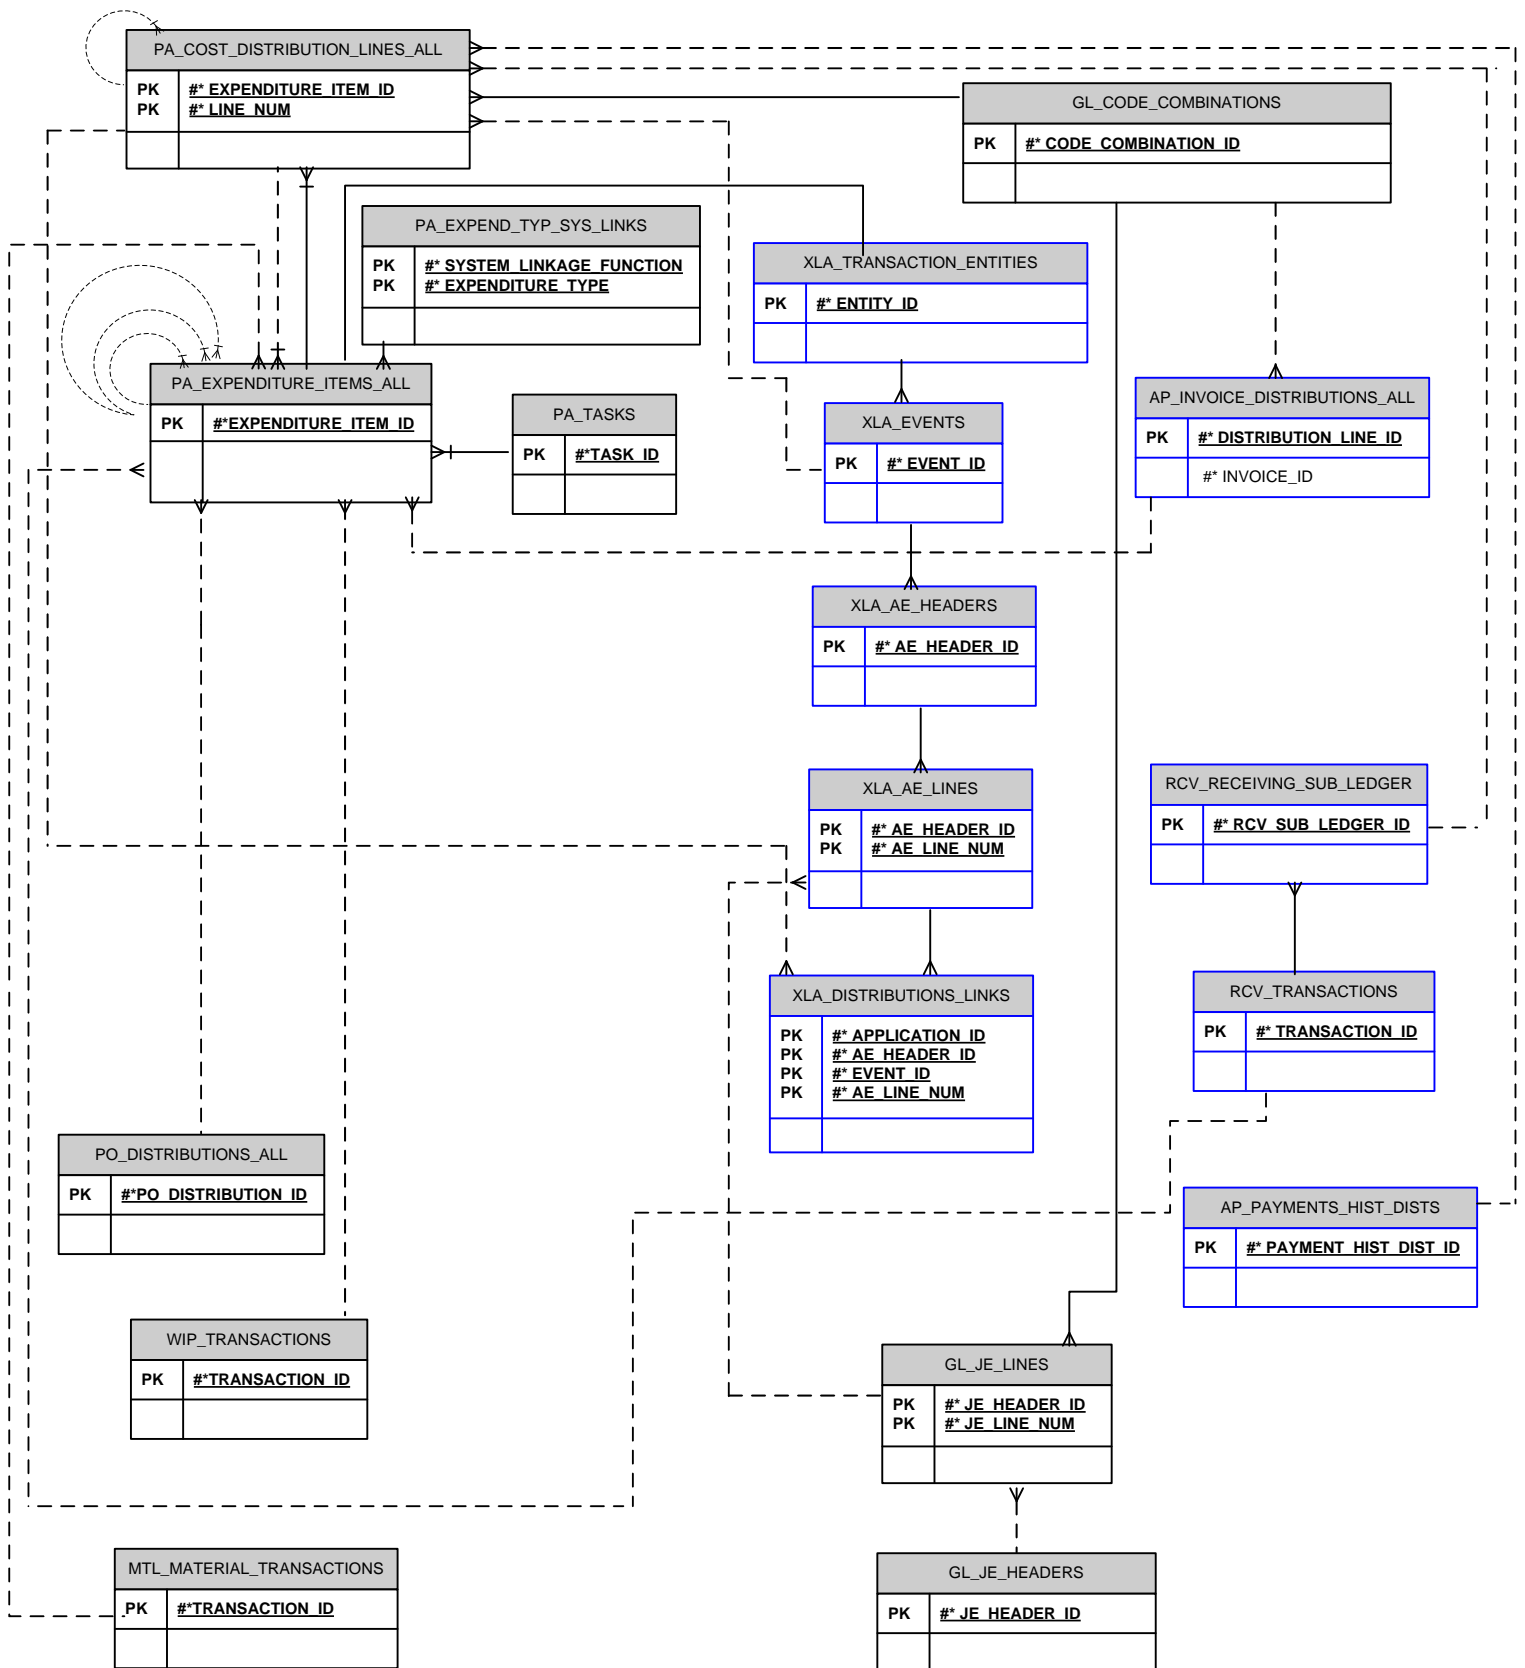 PA_COST_DISTRIBUTION_LINES_ALL
PK #* EXPENDITURE_ITEM_ID
PK #* LINE_NUM
GL_CODE_COMBINATIONS
PK #* CODE_COMBINATION_ID
PA_EXPEND_TYP_SYS_LINKS
PK #* SYSTEM_LINKAGE_FUNCTION
PK #* EXPENDITURE_TYPE
XLA_TRANSACTION_ENTITIES
PK #* ENTITY_ID
PA_EXPENDITURE_ITEMS_ALL
PK #*EXPENDITURE_ITEM_ID
PA_TASKS
PK #*TASK_ID
XLA_EVENTS
PK #* EVENT_ID
AP_INVOICE_DISTRIBUTIONS_ALL
PK #* DISTRIBUTION_LINE_ID
#* INVOICE_ID
XLA_AE_HEADERS
PK #* AE_HEADER_ID
XLA_AE_LINES
PK #* AE_HEADER_ID
PK #* AE_LINE_NUM
RCV_RECEIVING_SUB_LEDGER
PK #* RCV_SUB_LEDGER_ID
XLA_DISTRIBUTIONS_LINKS
PK #* APPLICATION_ID
PK #* AE_HEADER_ID
PK #* EVENT_ID
PK #* AE_LINE_NUM
RCV_TRANSACTIONS
PK #* TRANSACTION_ID
PO_DISTRIBUTIONS_ALL
PK #*PO_DISTRIBUTION_ID
AP_PAYMENTS_HIST_DISTS
PK #* PAYMENT_HIST_DIST_ID
WIP_TRANSACTIONS
PK #*TRANSACTION_ID
GL_JE_LINES
PK #* JE_HEADER_ID
PK #* JE_LINE_NUM
MTL_MATERIAL_TRANSACTIONS
PK #*TRANSACTION_ID
GL_JE_HEADERS
PK #* JE_HEADER_ID